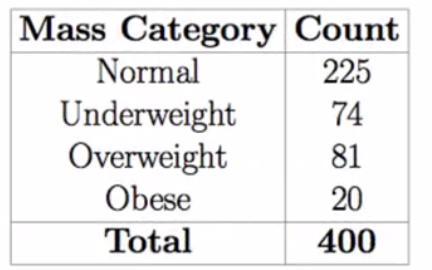 Mass Category Count
Normal 225
Underweight 74
Overweight 81
Obese 20
Total 400